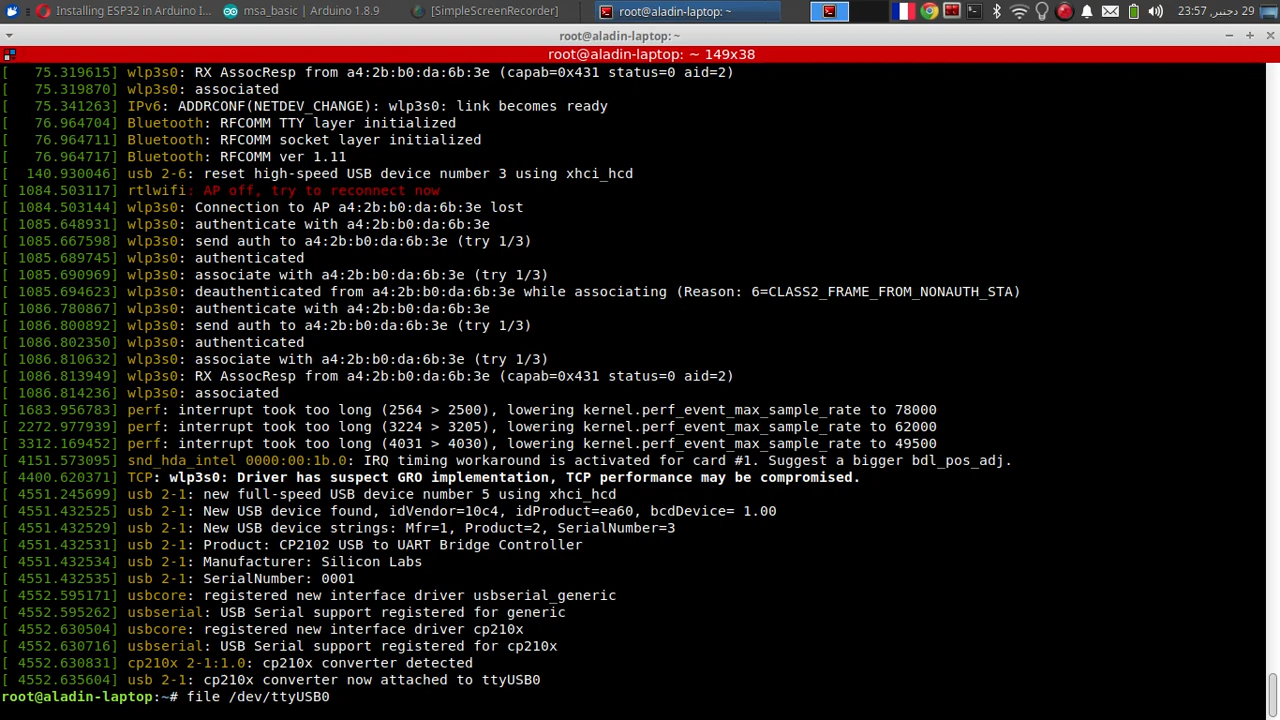 Installing ESP32 in Arduino I...
msa_basic | Arduino 1.8.9
[SimpleScreenRecorder]
root@aladin-laptop: ~
29 دجنبر, 23:57
root@aladin-laptop: ~
root@aladin-laptop: ~ 149x38
[   75.319615] wlp3s0: RX AssocResp from a4:2b:b0:da:6b:3e (capab=0x431 status=0 aid=2)
[   75.319870] wlp3s0: associated
[   75.341263] IPv6: ADDRCONF(NETDEV_CHANGE): wlp3s0: link becomes ready
[   76.964704] Bluetooth: RFCOMM TTY layer initialized
[   76.964711] Bluetooth: RFCOMM socket layer initialized
[   76.964717] Bluetooth: RFCOMM ver 1.11
[  140.930046] usb 2-6: reset high-speed USB device number 3 using xhci_hcd
[ 1084.503117] rtlwifi: AP off, try to reconnect now
[ 1084.503144] wlp3s0: Connection to AP a4:2b:b0:da:6b:3e lost
[ 1085.648931] wlp3s0: authenticate with a4:2b:b0:da:6b:3e
[ 1085.667598] wlp3s0: send auth to a4:2b:b0:da:6b:3e (try 1/3)
[ 1085.689745] wlp3s0: authenticated
[ 1085.690969] wlp3s0: associate with a4:2b:b0:da:6b:3e (try 1/3)
[ 1085.694623] wlp3s0: deauthenticated from a4:2b:b0:da:6b:3e while associating (Reason: 6=CLASS2_FRAME_FROM_NONAUTH_STA)
[ 1086.780867] wlp3s0: authenticate with a4:2b:b0:da:6b:3e
[ 1086.800892] wlp3s0: send auth to a4:2b:b0:da:6b:3e (try 1/3)
[ 1086.802350] wlp3s0: authenticated
[ 1086.810632] wlp3s0: associate with a4:2b:b0:da:6b:3e (try 1/3)
[ 1086.813949] wlp3s0: RX AssocResp from a4:2b:b0:da:6b:3e (capab=0x431 status=0 aid=2)
[ 1086.814236] wlp3s0: associated
[ 1683.956783] perf: interrupt took too long (2564 > 2500), lowering kernel.perf_event_max_sample_rate to 78000
[ 2272.977939] perf: interrupt took too long (3224 > 3205), lowering kernel.perf_event_max_sample_rate to 62000
[ 3312.169452] perf: interrupt took too long (4031 > 4030), lowering kernel.perf_event_max_sample_rate to 49500
[ 4151.573095] snd_hda_intel 0000:00:1b.0: IRQ timing workaround is activated for card #1. Suggest a bigger bdl_pos_adj.
[ 4400.620371] TCP: wlp3s0: Driver has suspect GRO implementation, TCP performance may be compromised.
[ 4551.245699] usb 2-1: new full-speed USB device number 5 using xhci_hcd
[ 4551.432525] usb 2-1: New USB device found, idVendor=10c4, idProduct=ea60, bcdDevice= 1.00
[ 4551.432529] usb 2-1: New USB device strings: Mfr=1, Product=2, SerialNumber=3
[ 4551.432531] usb 2-1: Product: CP2102 USB to UART Bridge Controller
[ 4551.432534] usb 2-1: Manufacturer: Silicon Labs
[ 4551.432535] usb 2-1: SerialNumber: 0001
[ 4552.595171] usbcore: registered new interface driver usbserial_generic
[ 4552.595262] usbserial: USB Serial support registered for generic
[ 4552.630504] usbcore: registered new interface driver cp210x
[ 4552.630716] usbserial: USB Serial support registered for cp210x
[ 4552.630831] cp210x 2-1:1.0: cp210x converter detected
[ 4552.632041] usb 2-1: cp210x converter now attached to ttyUSB0
root@aladin-laptop:~# file /dev/ttyUSB0